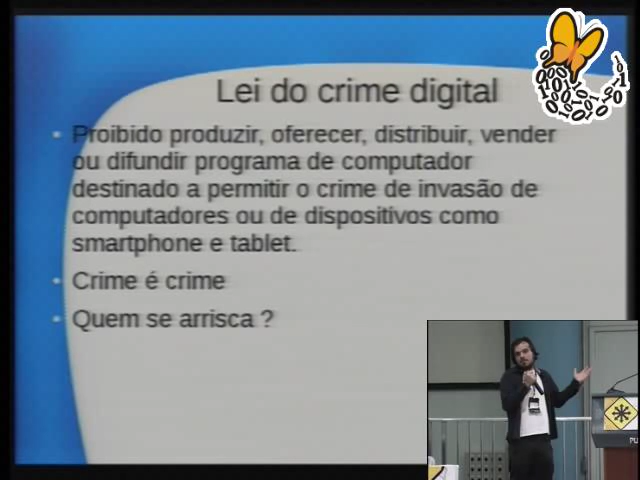 Lei do crime digital
• Proibido produzir, oferecer, distribuir, vender
ou difundir programa de computador
destinado a permitir o crime de invasão de
computadores ou de dispositivos como
smartphone e tablet.
• Crime é crime
• Quem se arrisca ?
PU